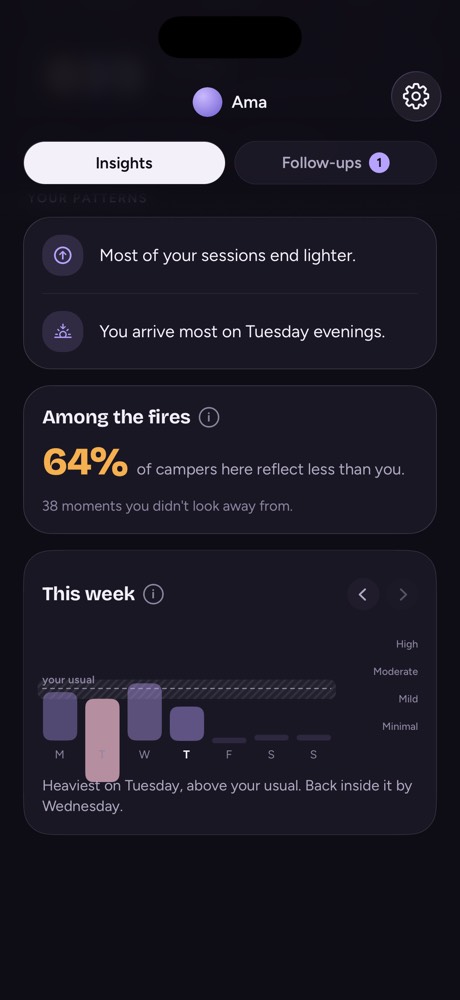 Ama
Insights
Follow-ups 1
YOUR PATTERNS
Most of your sessions end lighter.
You arrive most on Tuesday evenings.
Among the fires
64% of campers here reflect less than you.
38 moments you didn't look away from.
This week
High
your usual
Moderate
Mild
Minimal
M T W T F S S
Heaviest on Tuesday, above your usual. Back inside it by
Wednesday.